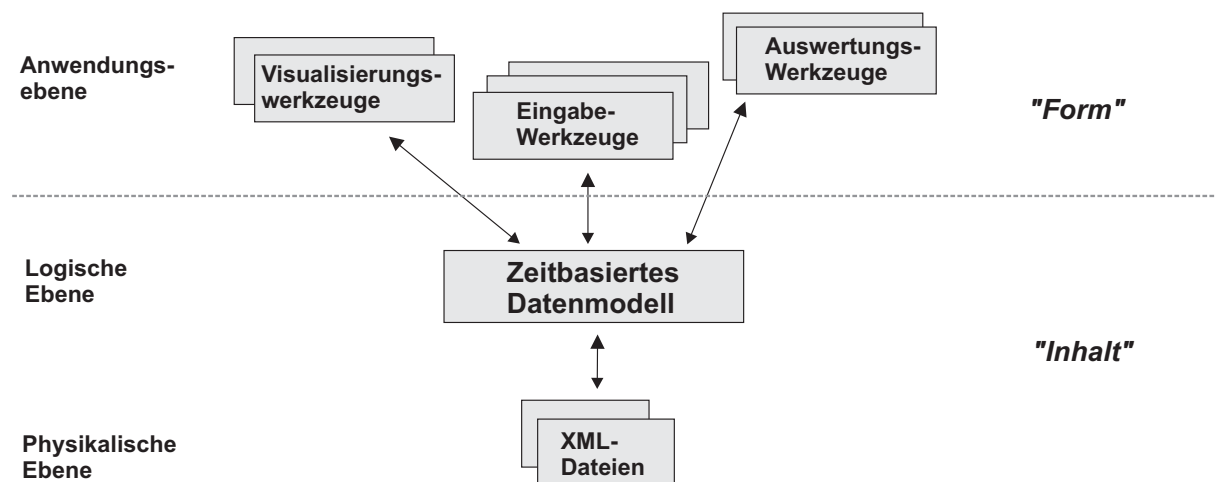 Anwendungs-
ebene
Visualisierungs-
werkzeuge
Eingabe-
Werkzeuge
Auswertungs-
Werkzeuge
"Form"
Logische
Ebene
Zeitbasiertes
Datenmodell
"Inhalt"
Physikalische
Ebene
XML-
Dateien